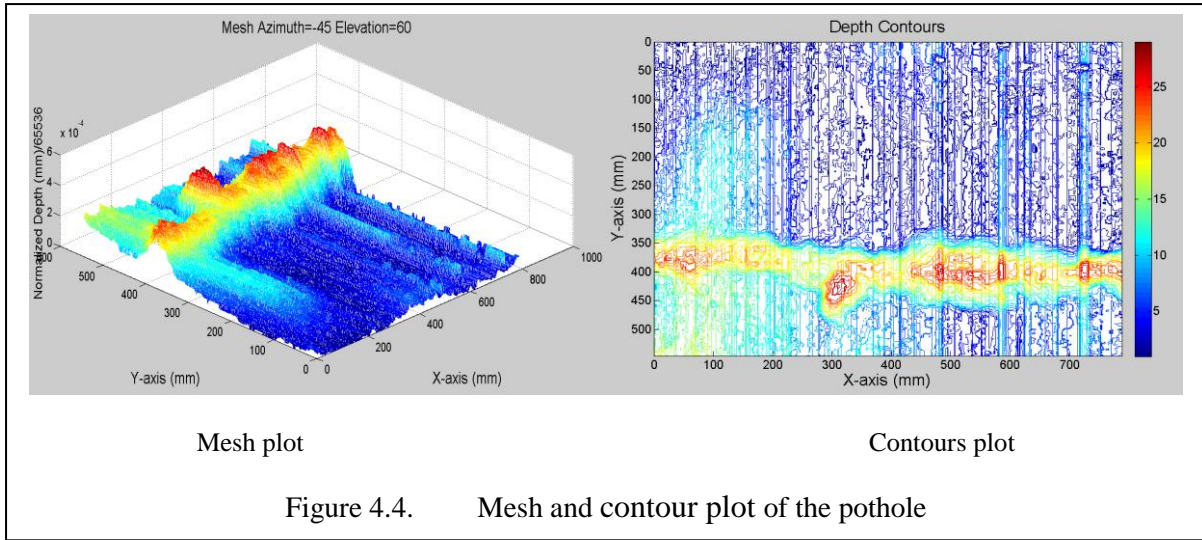 Mesh Azimuth=-45 Elevation=60
x 10-4
6
4
2
0
Normalized Depth (mm)/65536
500
400
300
200
100
0
Y-axis (mm)
0
200
400
600
800
1000
X-axis (mm)
Depth Contours
0
50
100
150
200
250
300
350
400
450
500
Y-axis (mm)
0 100 200 300 400 500 600 700
X-axis (mm)
25
20
15
10
5
Mesh plot Contours plot
Figure 4.4. Mesh and contour plot of the pothole